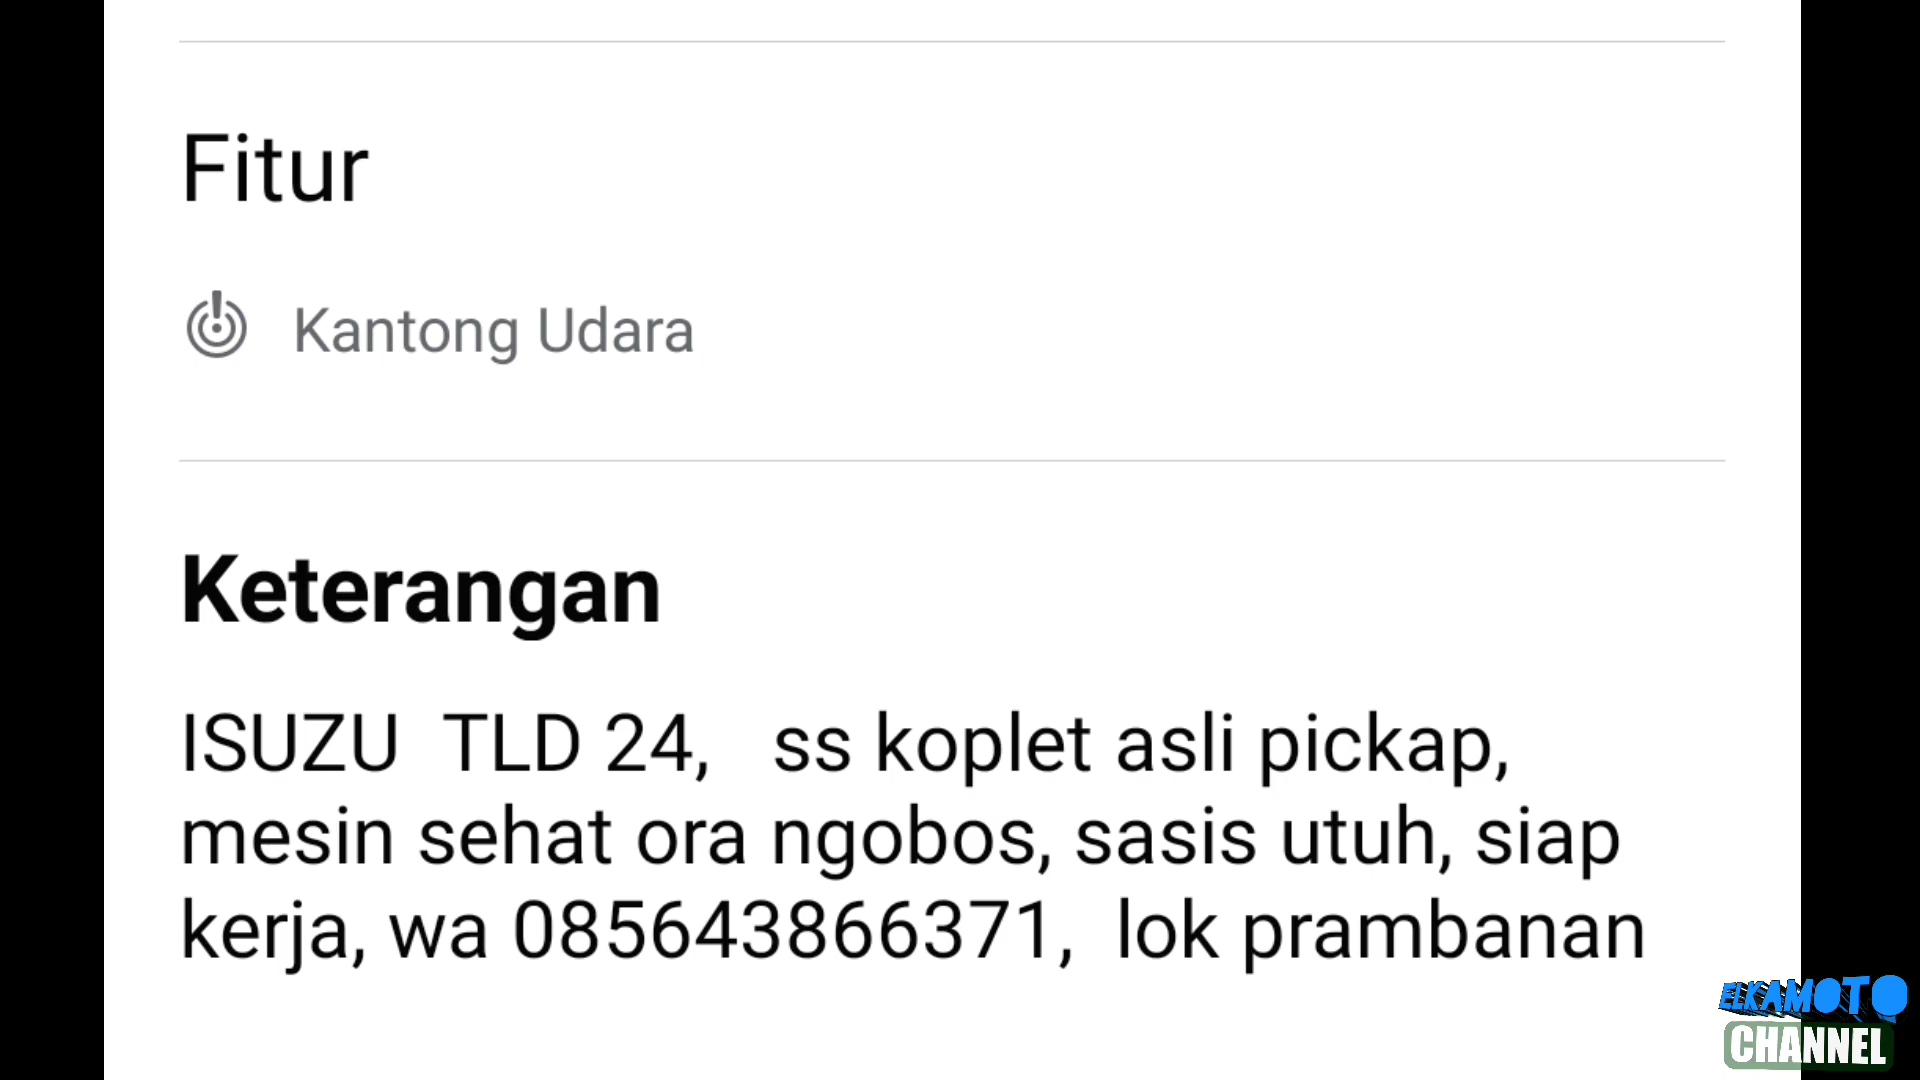 Fitur
Kantong Udara
Keterangan
ISUZU  TLD 24,   ss koplet asli pickap,
mesin sehat ora ngobos, sasis utuh, siap
kerja, wa 085643866371,  lok prambanan
ELKAMOTO
CHANNEL